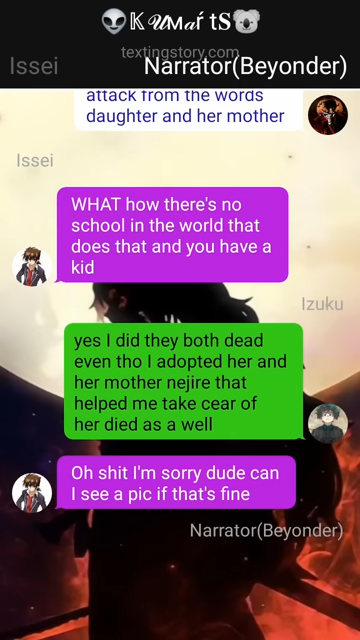 👽𝕂 𝓤ᴍᴀŕ tS🐨
textingstory.com
Issei Narrator(Beyonder)
attack from the words
daughter and her mother
Issei
WHAT how there's no
school in the world that
does that and you have a
kid
Izuku
yes I did they both dead
even tho I adopted her and
her mother nejire that
helped me take cear of
her died as a well
Oh shit I'm sorry dude can
I see a pic if that's fine
Narrator(Beyonder)